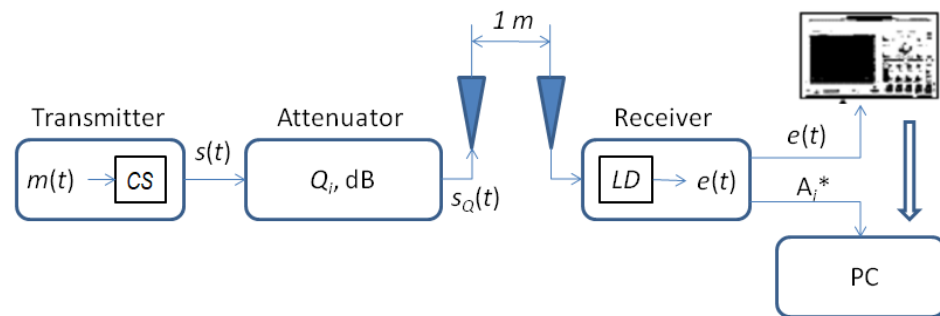 1 m
Transmitter
Attenuator
Receiver
m(t)
CS
s(t)
Qi, dB
sQ(t)
LD
e(t)
e(t)
Ai*
PC